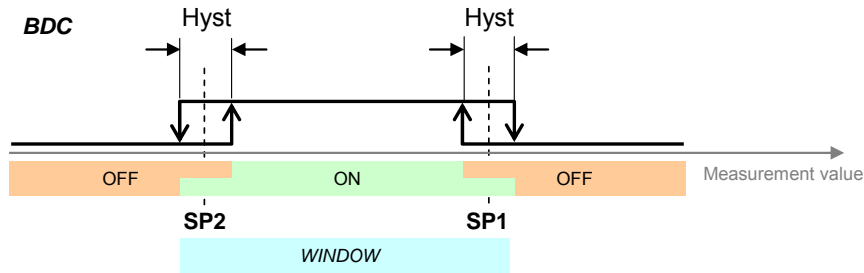 BDC
Hyst
Hyst
OFF
ON
OFF
Measurement value
SP2
SP1
WINDOW